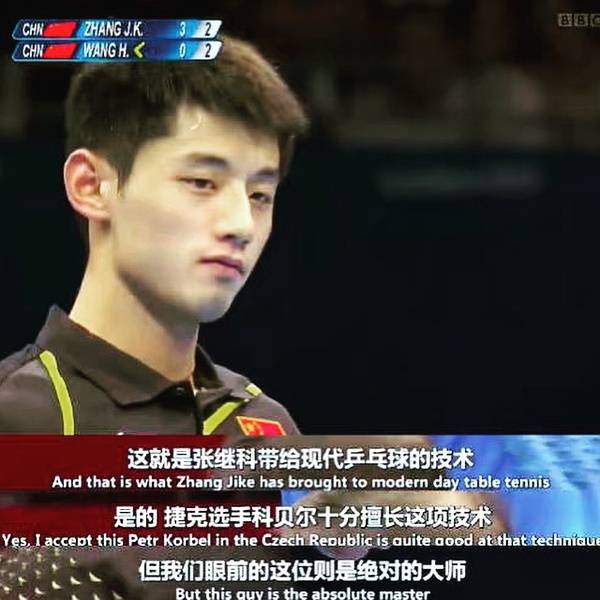 CHN ZHANG J.K. 3 2
CHN WANG H. 0 2
BBC
这就是张继科带给现代乒乓球的技术
And that is what Zhang Jike has brought to modern day table tennis
是的 捷克选手科贝尔十分擅长这项技术
Yes, I accept this Petr Korbel in the Czech Republic is quite good at that technique
但我们眼前的这位则是绝对的大师
But this guy is the absolute master